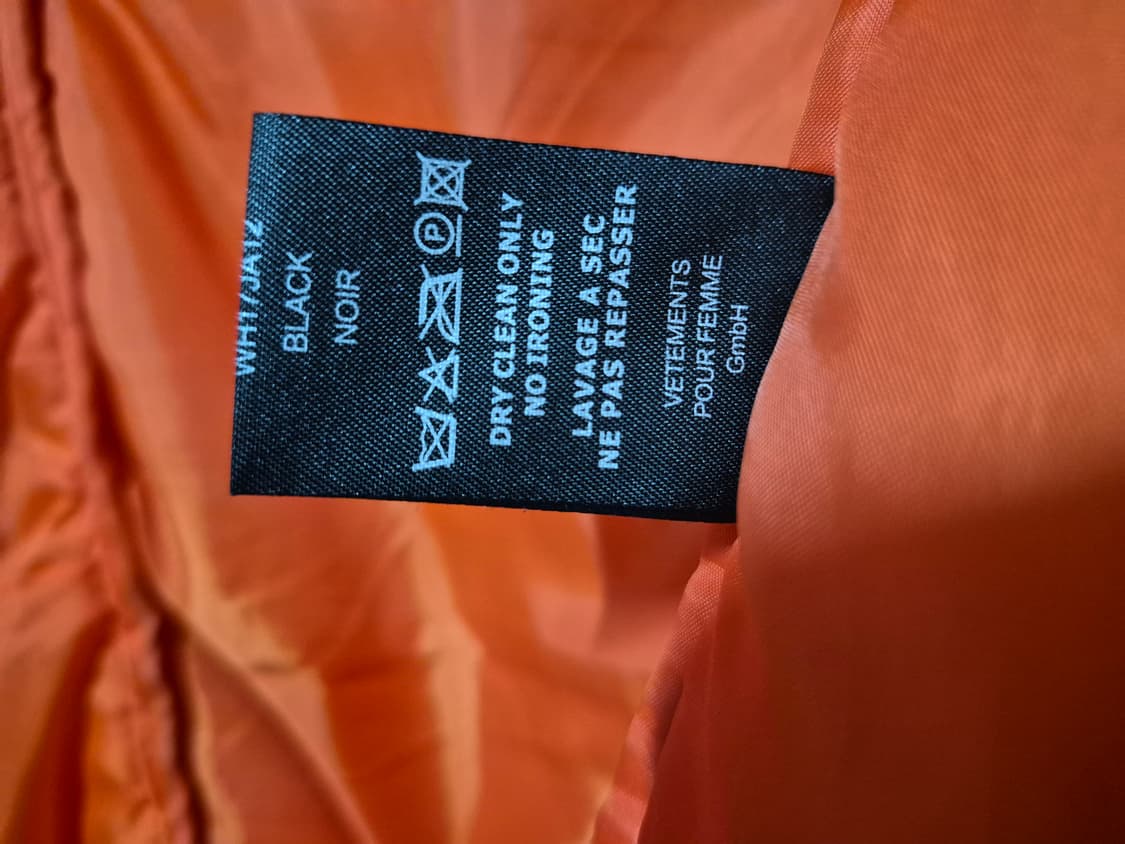 WH17JA12
BLACK
NOIR
P
DRY CLEAN ONLY
NO IRONING
LAVAGE A SEC
NE PAS REPASSER
VETEMENTS
POUR FEMME
GmbH